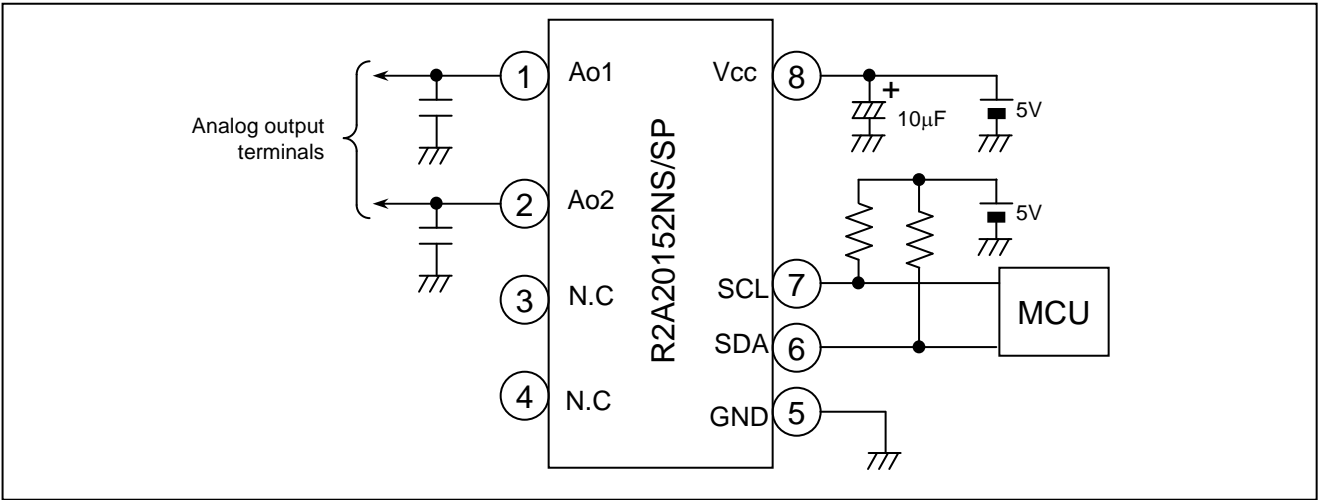 Analog output
terminals
1
Ao1
2
Ao2
3
N.C
4
N.C
R2A20152NS/SP
Vcc
8
+
10μF
5V
5V
SCL
7
SDA
6
GND
5
MCU